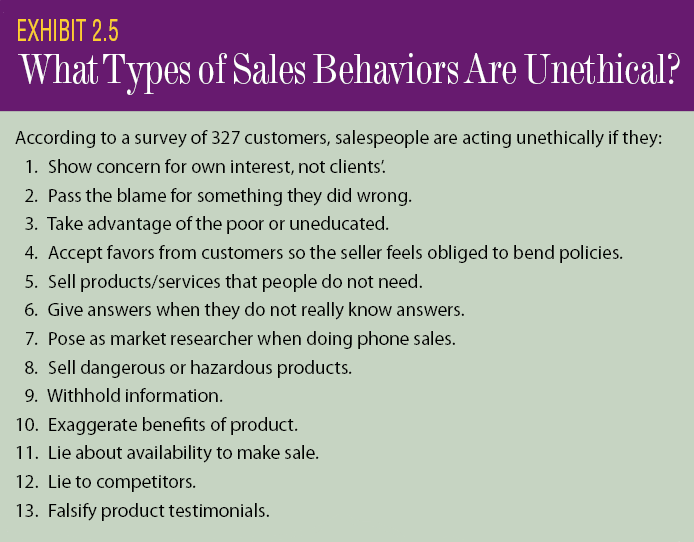 EXHIBIT 2.5
What Types of Sales Behaviors Are Unethical?
According to a survey of 327 customers, salespeople are acting unethically if they:
1. Show concern for own interest, not clients'.
2. Pass the blame for something they did wrong.
3. Take advantage of the poor or uneducated.
4. Accept favors from customers so the seller feels obliged to bend policies.
5. Sell products/services that people do not need.
6. Give answers when they do not really know answers.
7. Pose as market researcher when doing phone sales.
8. Sell dangerous or hazardous products.
9. Withhold information.
10. Exaggerate benefits of product.
11. Lie about availability to make sale.
12. Lie to competitors.
13. Falsify product testimonials.